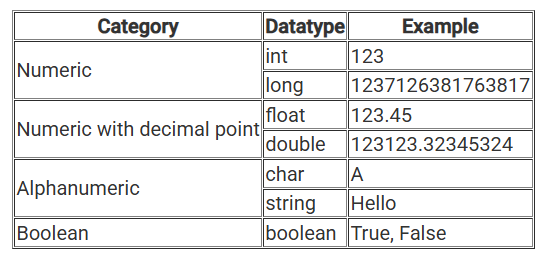 Category Datatype Example
Numeric int 123
long 1237126381763817
Numeric with decimal point float 123.45
double 123123.32345324
Alphanumeric char A
string Hello
Boolean boolean True, False